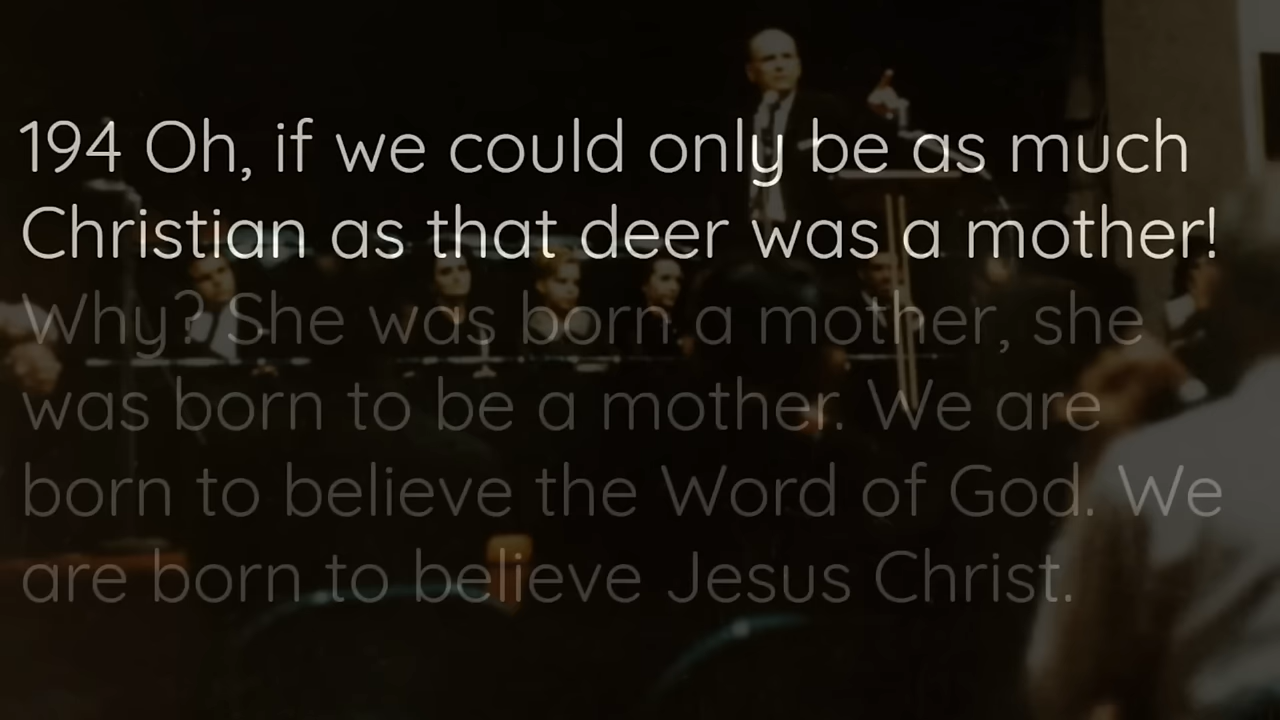 194 Oh, if we could only be as much
Christian as that deer was a mother!
Why? She was born a mother, she
was born to be a mother. We are
born to believe the Word of God. We
are born to believe Jesus Christ.